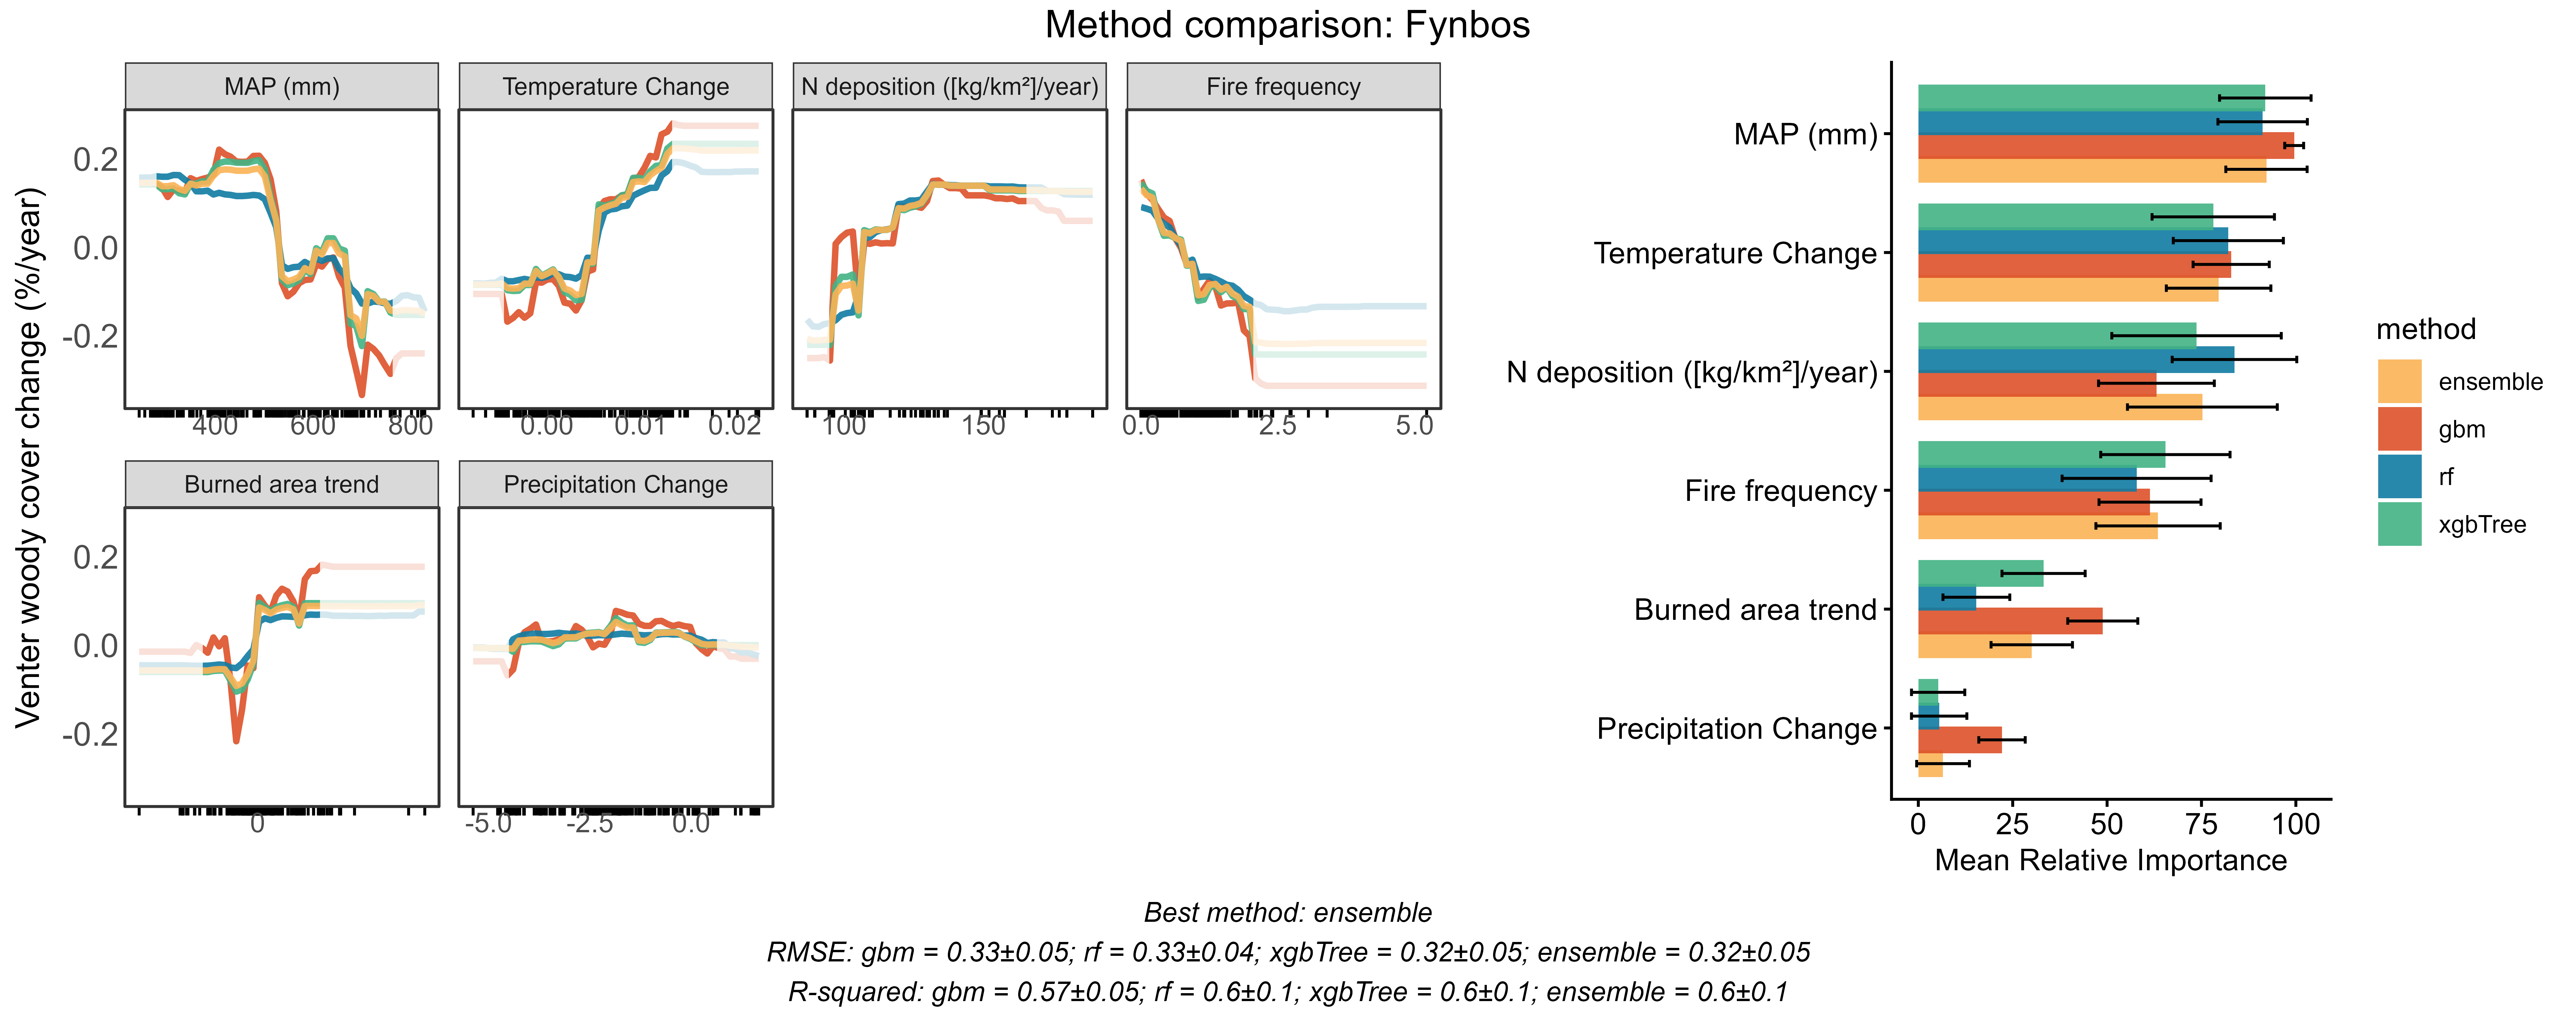 Method comparison: Fynbos
MAP (mm)
Temperature Change
N deposition ([kg/km²]/year)
Fire frequency
Venter woody cover change (%/year)
0.2
0.0
-0.2
400 600 800
0.00 0.01 0.02
100 150
0.0 2.5 5.0
Burned area trend
Precipitation Change
0.2
0.0
-0.2
0
-5.0 -2.5 0.0
MAP (mm)
Temperature Change
N deposition ([kg/km²]/year)
Fire frequency
Burned area trend
Precipitation Change
0 25 50 75 100
Mean Relative Importance
method
ensemble
gbm
rf
xgbTree
Best method: ensemble
RMSE: gbm = 0.33±0.05; rf = 0.33±0.04; xgbTree = 0.32±0.05; ensemble = 0.32±0.05
R-squared: gbm = 0.57±0.05; rf = 0.6±0.1; xgbTree = 0.6±0.1; ensemble = 0.6±0.1